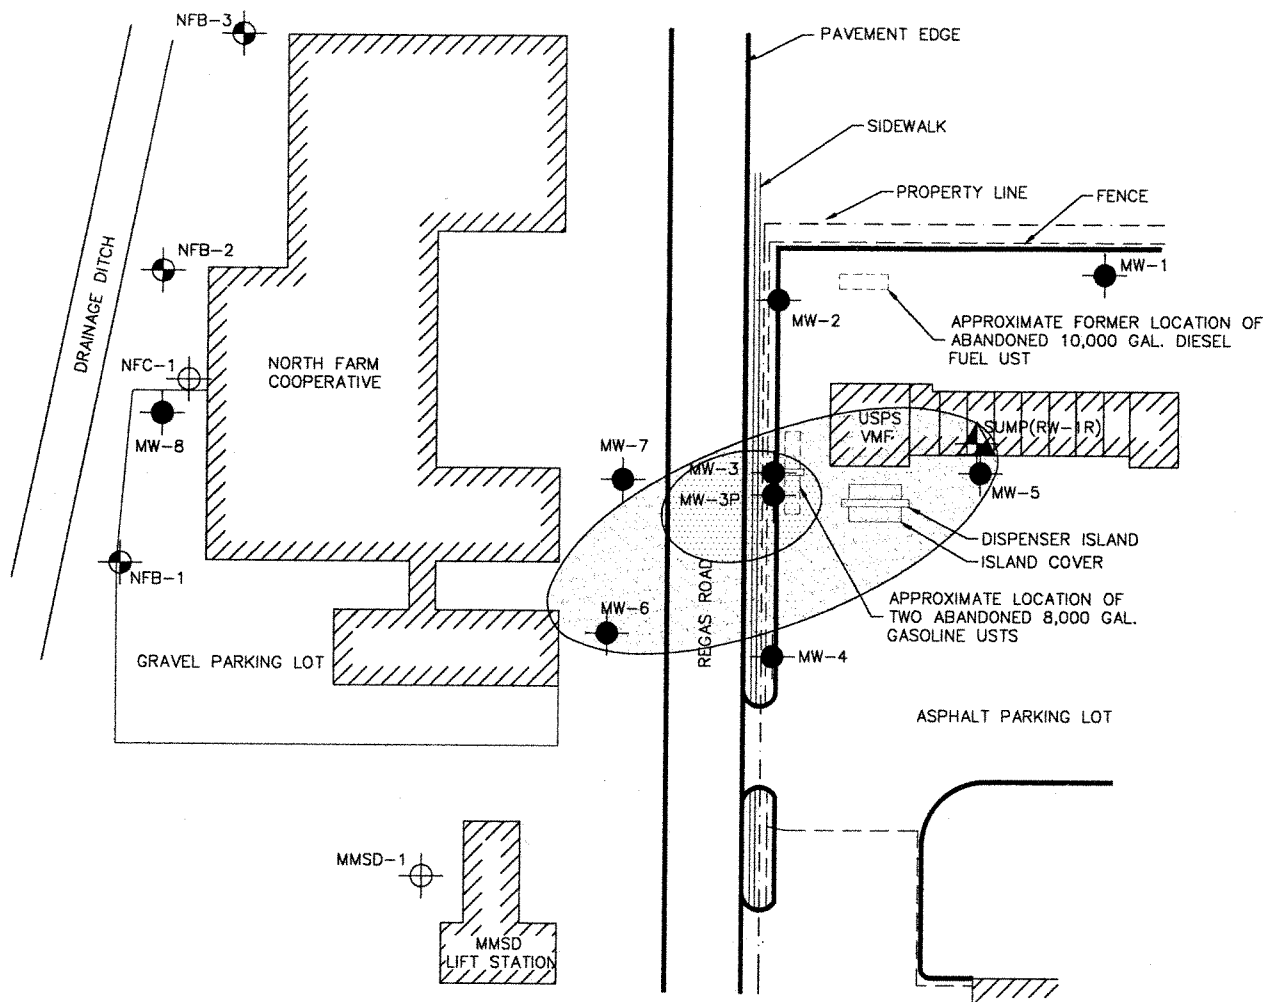 NFB-3
PAVEMENT EDGE
SIDEWALK
PROPERTY LINE
FENCE
NFB-2
DRAINAGE DITCH
MW-1
MW-2
APPROXIMATE FORMER LOCATION OF
ABANDONED 10,000 GAL. DIESEL
FUEL UST
NFC-1
NORTH FARM
COOPERATIVE
MW-8
USPS
VMF
SUMP(RW-1R)
MW-7
MW-3
MW-3P
MW-5
DISPENSER ISLAND
ISLAND COVER
NFB-1
REGAS ROAD
APPROXIMATE LOCATION OF
TWO ABANDONED 8,000 GAL.
GASOLINE USTS
MW-6
MW-4
GRAVEL PARKING LOT
ASPHALT PARKING LOT
MMSD-1
MMSD
LIFT STATION